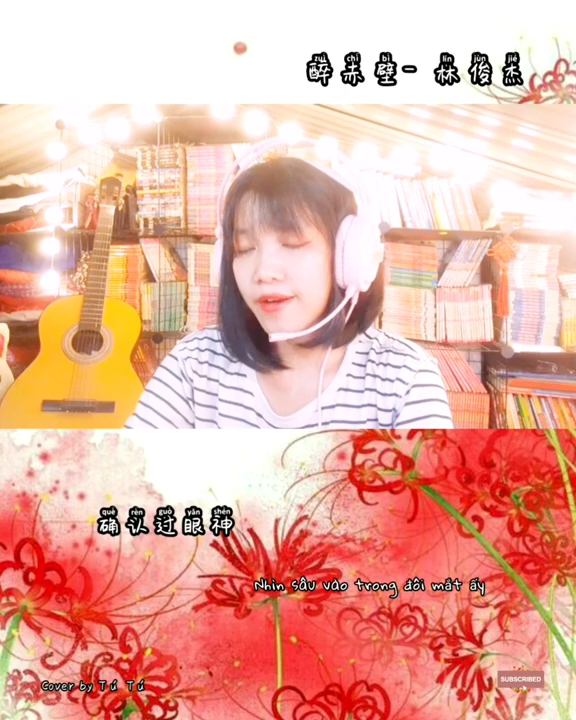 zuì chì bì lín jùn jié
醉赤壁- 林俊杰
què rèn guò yǎn shén
确认过眼神
Nhìn sâu vào trong đôi mắt ấy
Cover by Tú Tú
SUBSCRIBED